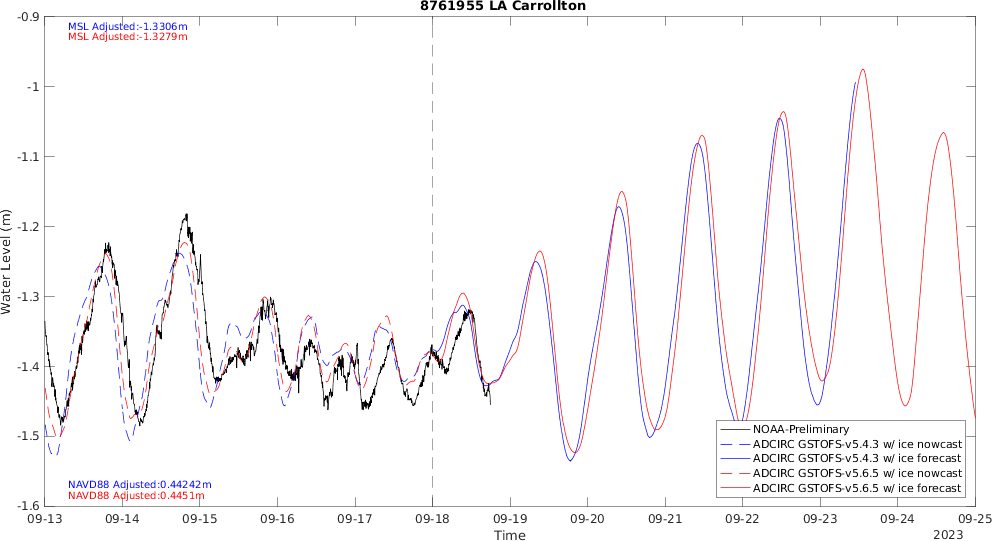 8761955 LA Carrollton
MSL Adjusted:-1.3306m
MSL Adjusted:-1.3279m
-0.9
-1
-1.1
-1.2
-1.3
-1.4
-1.5
-1.6
Water Level (m)
NAVD88 Adjusted:0.44242m
NAVD88 Adjusted:0.4451m
NOAA-Preliminary
ADCIRC GSTOFS-v5.4.3 w/ ice nowcast
ADCIRC GSTOFS-v5.4.3 w/ ice forecast
ADCIRC GSTOFS-v5.6.5 w/ ice nowcast
ADCIRC GSTOFS-v5.6.5 w/ ice forecast
09-13 09-14 09-15 09-16 09-17 09-18 09-19 09-20 09-21 09-22 09-23 09-24 09-25
Time
2023